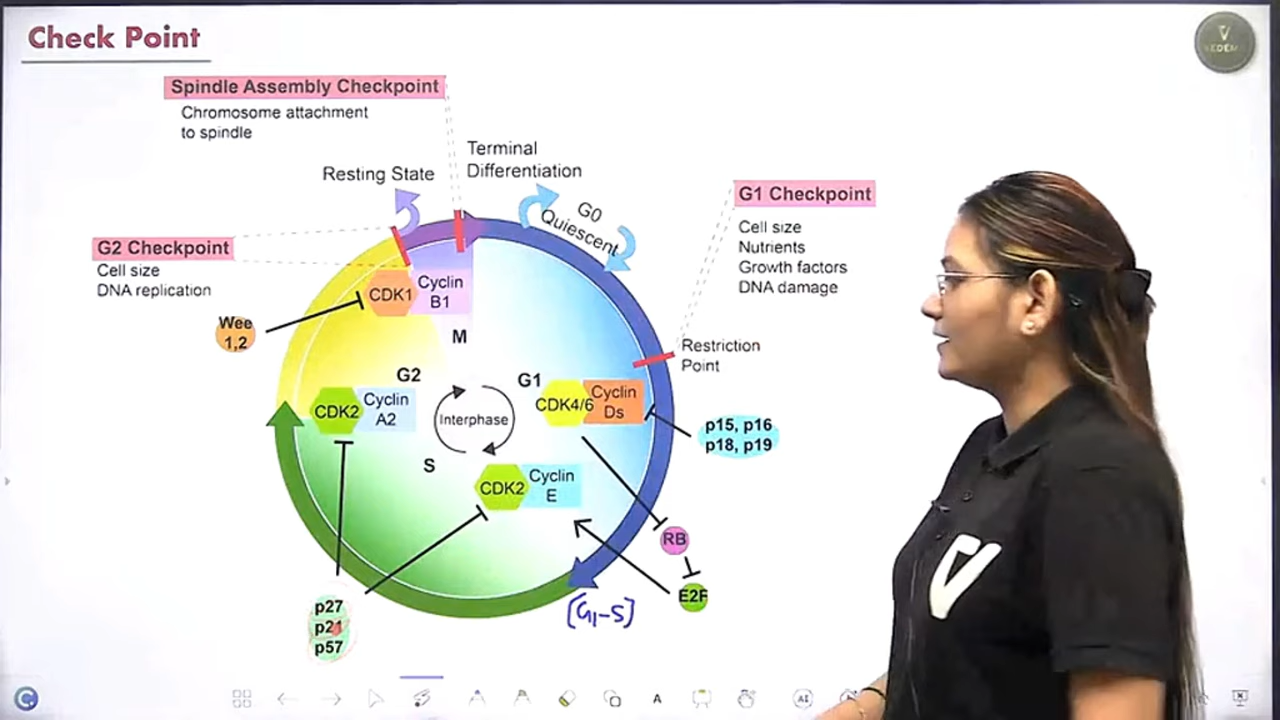 Check Point
VEDEMY
Spindle Assembly Checkpoint
Chromosome attachment
to spindle
Terminal
Differentiation
Resting State
G0
Quiescent
G1 Checkpoint
Cell size
Nutrients
Growth factors
DNA damage
G2 Checkpoint
Cell size
DNA replication
CDK1
Cyclin
B1
Wee
1,2
M
Restriction
Point
G2
G1
CDK2
Cyclin
A2
Interphase
CDK4/6
Cyclin
Ds
p15, p16
p18, p19
S
CDK2
Cyclin
E
RB
E2F
p27
p21
p57
[G1-S]
A
AI